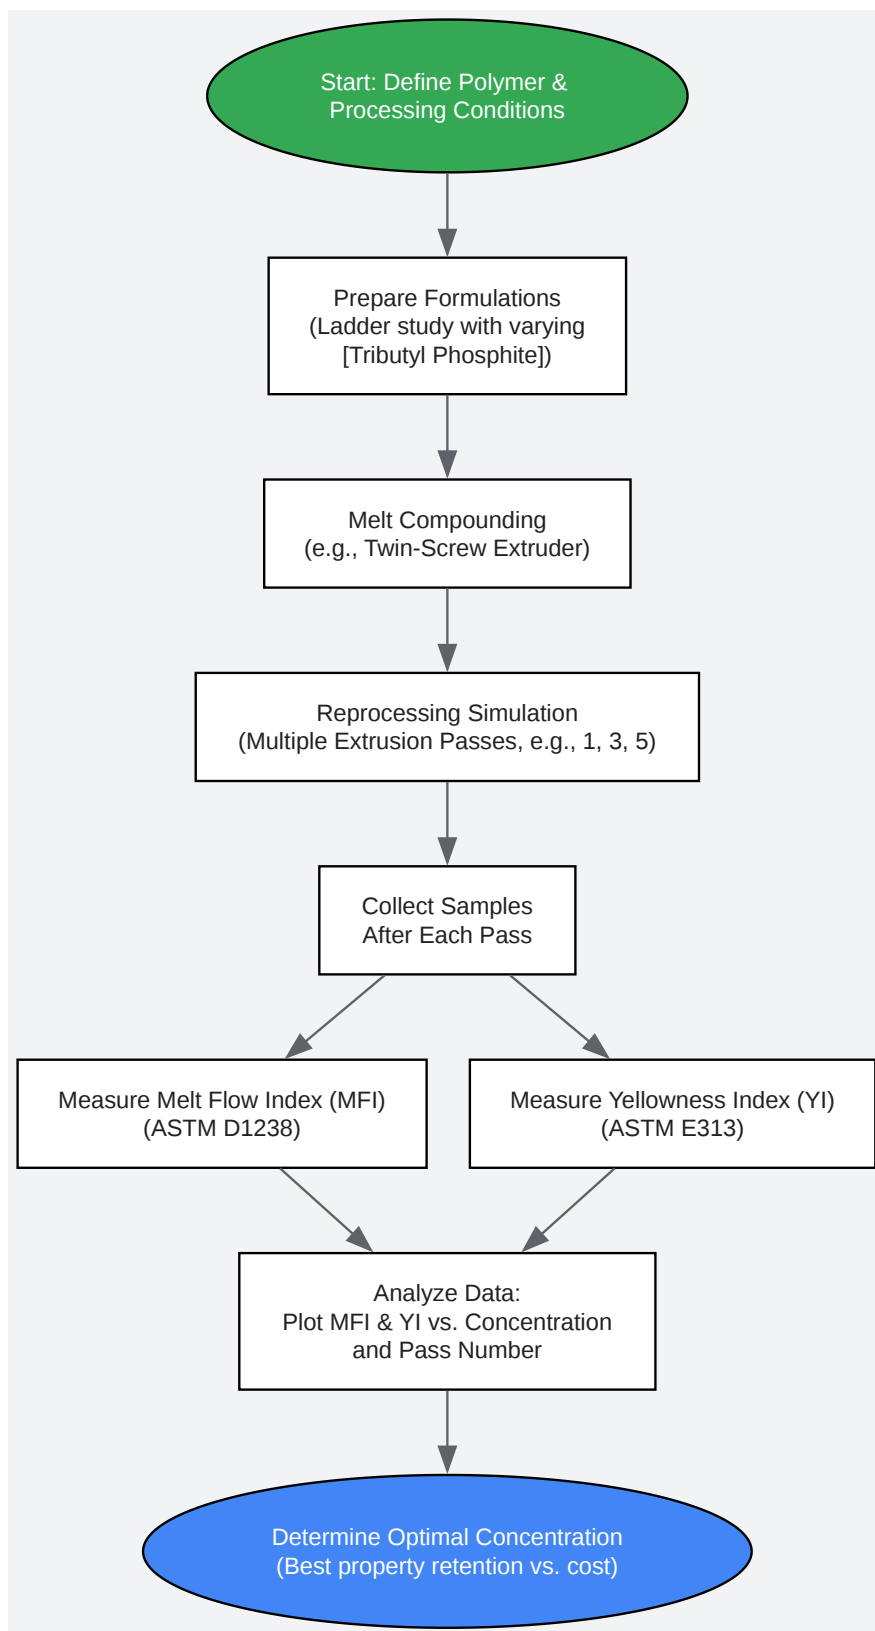 Start: Define Polymer &
Processing Conditions
Prepare Formulations
(Ladder study with varying
[Tributyl Phosphite])
Melt Compounding
(e.g., Twin-Screw Extruder)
Reprocessing Simulation
(Multiple Extrusion Passes, e.g., 1, 3, 5)
Collect Samples
After Each Pass
Measure Melt Flow Index (MFI)
(ASTM D1238)
Measure Yellowness Index (YI)
(ASTM E313)
Analyze Data:
Plot MFI & YI vs. Concentration
and Pass Number
Determine Optimal Concentration
(Best property retention vs. cost)